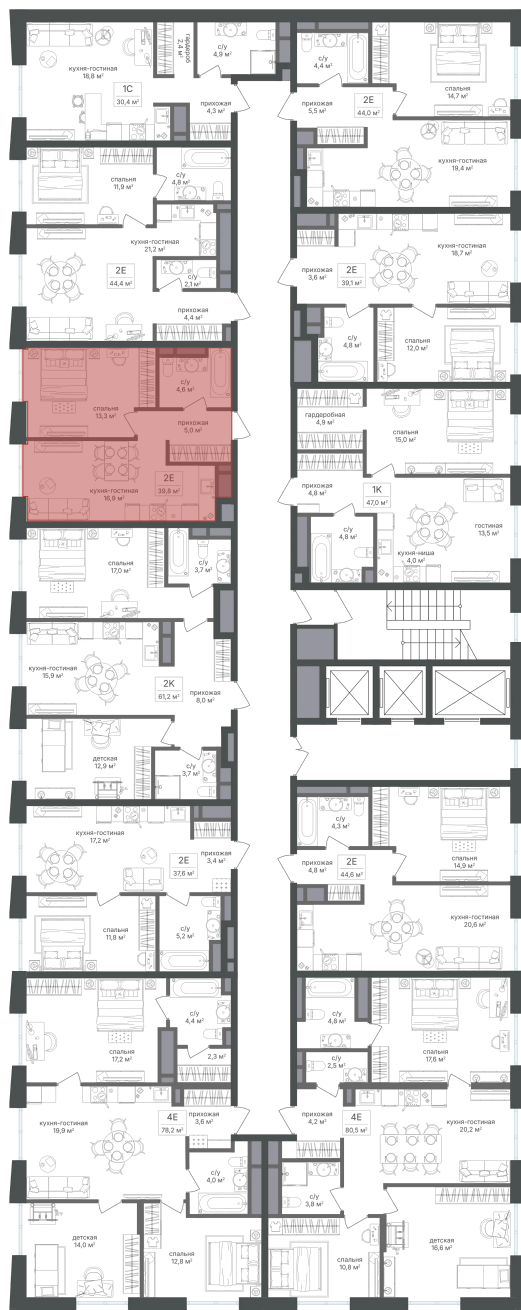 кухня-гостиная
18,8 м²
гардероб
2,4 м²
с/у
4,9 м²
1С
30,4 м²
прихожая
4,3 м²
с/у
4,4 м²
спальня
14,7 м²
прихожая
5,5 м²
2Е
44,0 м²
кухня-гостиная
19,4 м²
спальня
11,9 м²
с/у
4,8 м²
кухня-гостиная
21,2 м²
2Е
44,4 м²
с/у
2,1 м²
прихожая
4,4 м²
кухня-гостиная
18,7 м²
прихожая
3,6 м²
2Е
39,1 м²
с/у
4,8 м²
спальня
12,0 м²
с/у
4,6 м²
спальня
13,3 м²
прихожая
5,0 м²
2Е
39,8 м²
кухня-гостиная
16,9 м²
гардеробная
4,9 м²
спальня
15,0 м²
прихожая
4,8 м²
1К
47,0 м²
гостиная
13,5 м²
с/у
4,8 м²
кухня-ниша
4,0 м²
спальня
17,0 м²
с/у
3,7 м²
кухня-гостиная
15,9 м²
2К
61,2 м²
прихожая
8,0 м²
детская
12,9 м²
с/у
3,7 м²
кухня-гостиная
17,2 м²
2Е
37,6 м²
прихожая
3,4 м²
спальня
11,8 м²
с/у
5,2 м²
с/у
4,3 м²
спальня
14,9 м²
прихожая
4,8 м²
2Е
44,6 м²
кухня-гостиная
20,6 м²
с/у
4,4 м²
спальня
17,2 м²
2,3 м²
кухня-гостиная
19,9 м²
4Е
78,2 м²
прихожая
3,6 м²
с/у
4,0 м²
детская
14,0 м²
спальня
12,8 м²
с/у
4,8 м²
спальня
17,6 м²
с/у
2,5 м²
прихожая
4,2 м²
4Е
80,5 м²
кухня-гостиная
20,2 м²
с/у
3,8 м²
спальня
10,8 м²
детская
16,6 м²